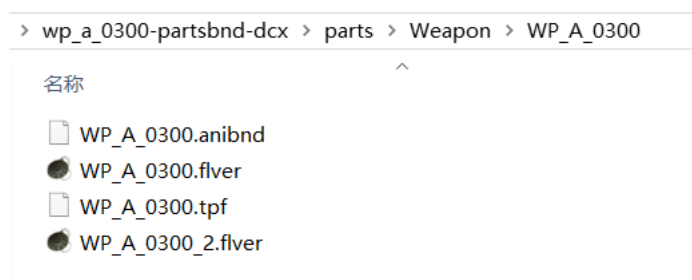 > wp_a_0300-partsbnd-dcx > parts > Weapon > WP_A_0300
名称
WP_A_0300.anibnd
WP_A_0300.flver
WP_A_0300.tpf
WP_A_0300_2.flver